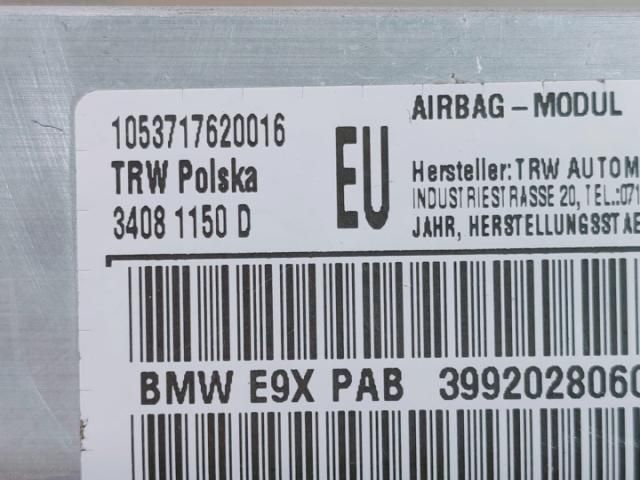 1053717620016
TRW Polska
3408 1150 D
EU
AIRBAG - MODUL
Hersteller: TRW AUTOM
INDUSTRIESTRASSE 20, TEL.:071
JAHR, HERSTELLUNGSSTAE
BMW E9X PAB 3992028060